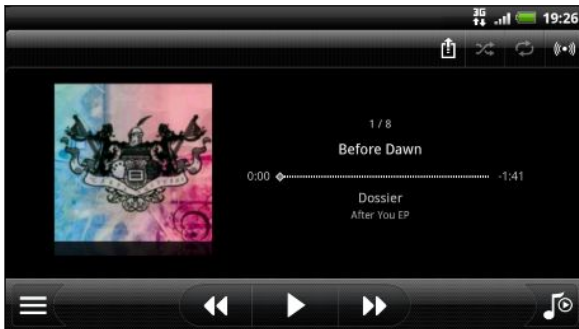 3G
19:26
1 / 8
Before Dawn
0:00
-1:41
Dossier
After You EP